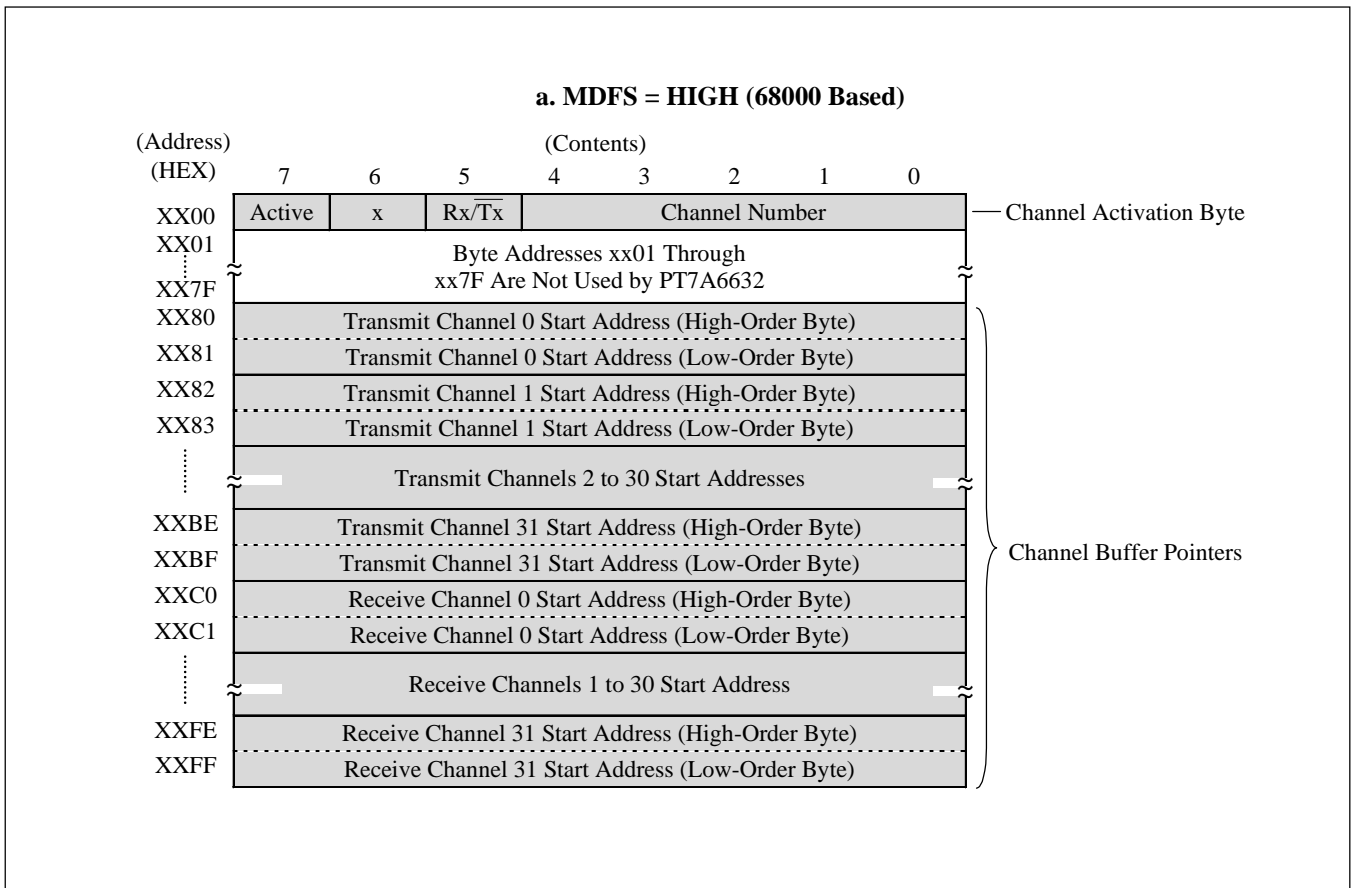 a. MDFS = HIGH (68000 Based)
(Address) (Contents)
(HEX) 7 6 5 4 3 2 1 0
XX00 Active x Rx/T̅x̅ Channel Number Channel Activation Byte
XX01 Byte Addresses xx01 Through
XX7F xx7F Are Not Used by PT7A6632
XX80 Transmit Channel 0 Start Address (High-Order Byte)
XX81 Transmit Channel 0 Start Address (Low-Order Byte)
XX82 Transmit Channel 1 Start Address (High-Order Byte)
XX83 Transmit Channel 1 Start Address (Low-Order Byte)
Transmit Channels 2 to 30 Start Addresses
XXBE Transmit Channel 31 Start Address (High-Order Byte)
XXBF Transmit Channel 31 Start Address (Low-Order Byte) Channel Buffer Pointers
XXC0 Receive Channel 0 Start Address (High-Order Byte)
XXC1 Receive Channel 0 Start Address (Low-Order Byte)
Receive Channels 1 to 30 Start Address
XXFE Receive Channel 31 Start Address (High-Order Byte)
XXFF Receive Channel 31 Start Address (Low-Order Byte)